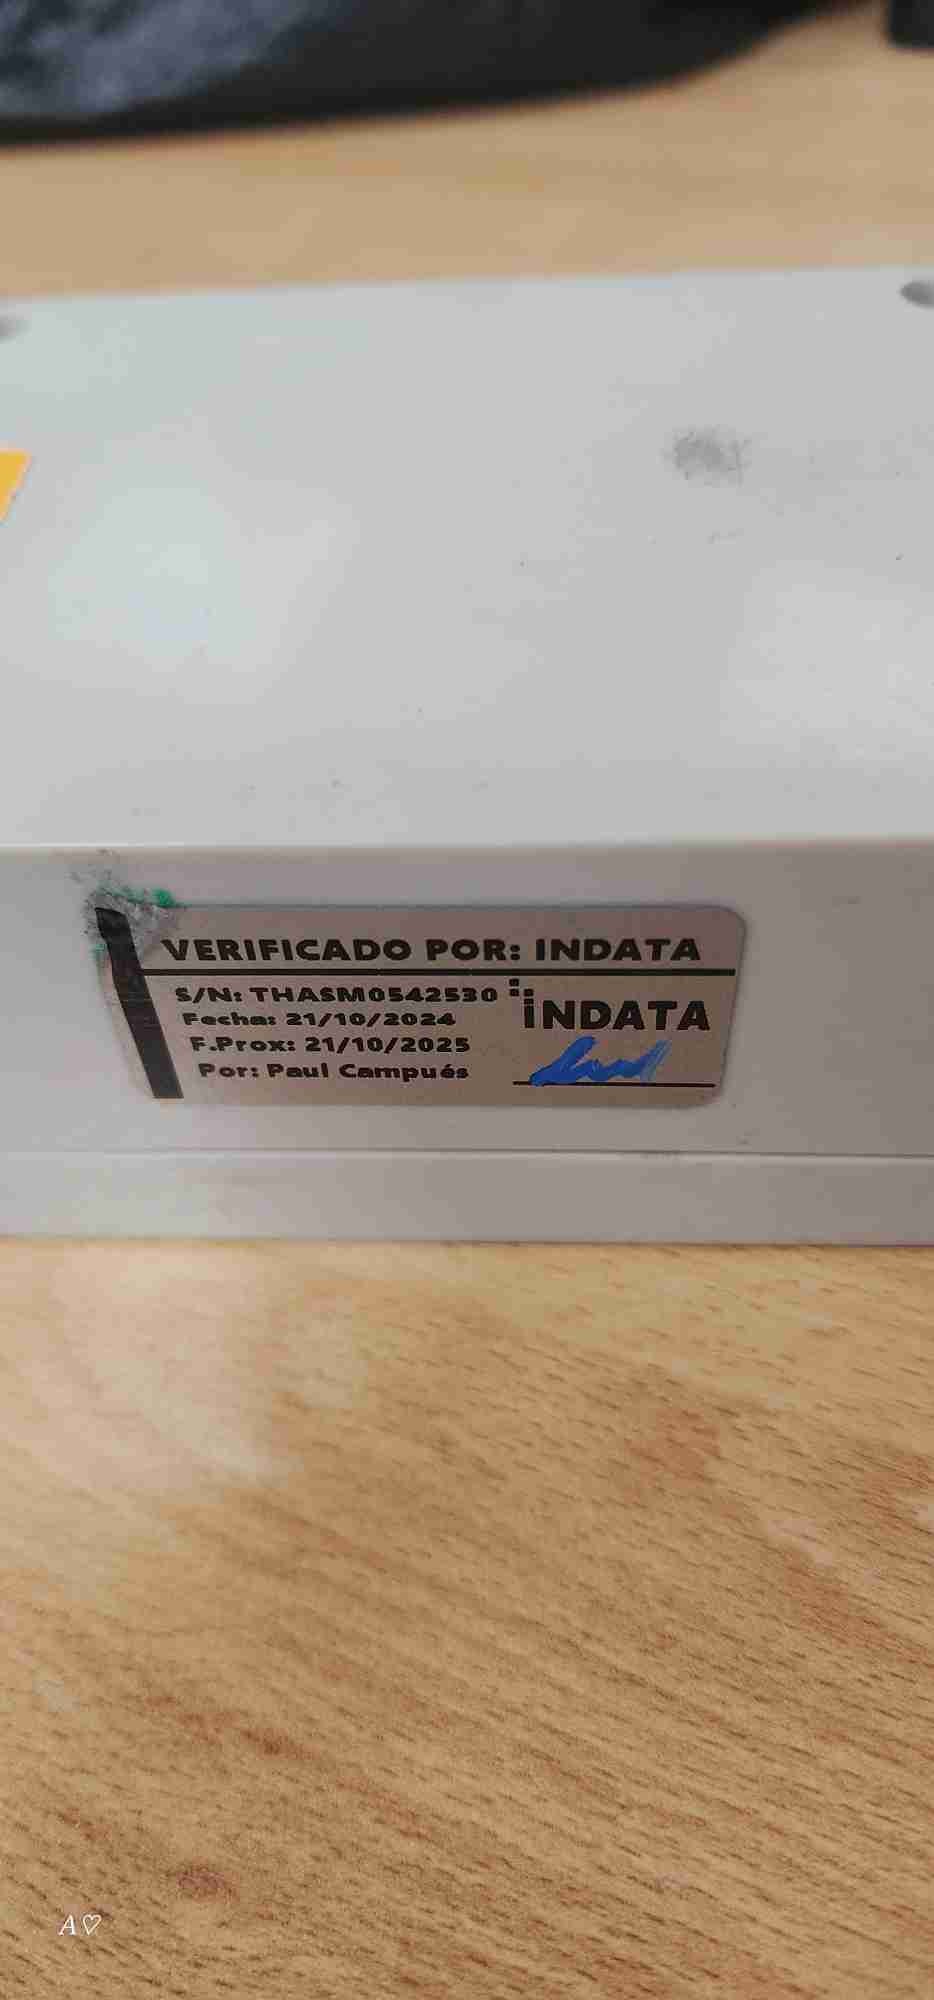 VERIFICADO POR: INDATA
S/N: THASM0542530
Fecha: 21/10/2024
F.Prox: 21/10/2025
Por: Paul Campués
INDATA
A♡